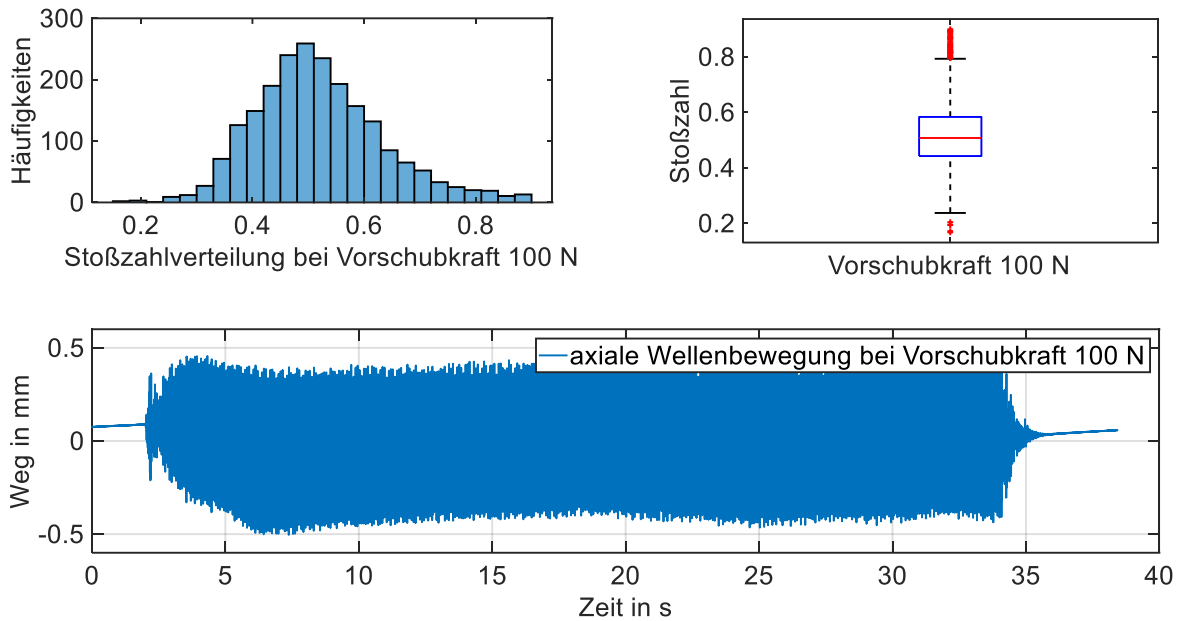 300
200
100
0
Häufigkeiten
0.2 0.4 0.6 0.8
Stoßzahlverteilung bei Vorschubkraft 100 N
0.8
0.6
0.4
0.2
Stoßzahl
Vorschubkraft 100 N
0.5
0
-0.5
Weg in mm
axiale Wellenbewegung bei Vorschubkraft 100 N
0 5 10 15 20 25 30 35 40
Zeit in s